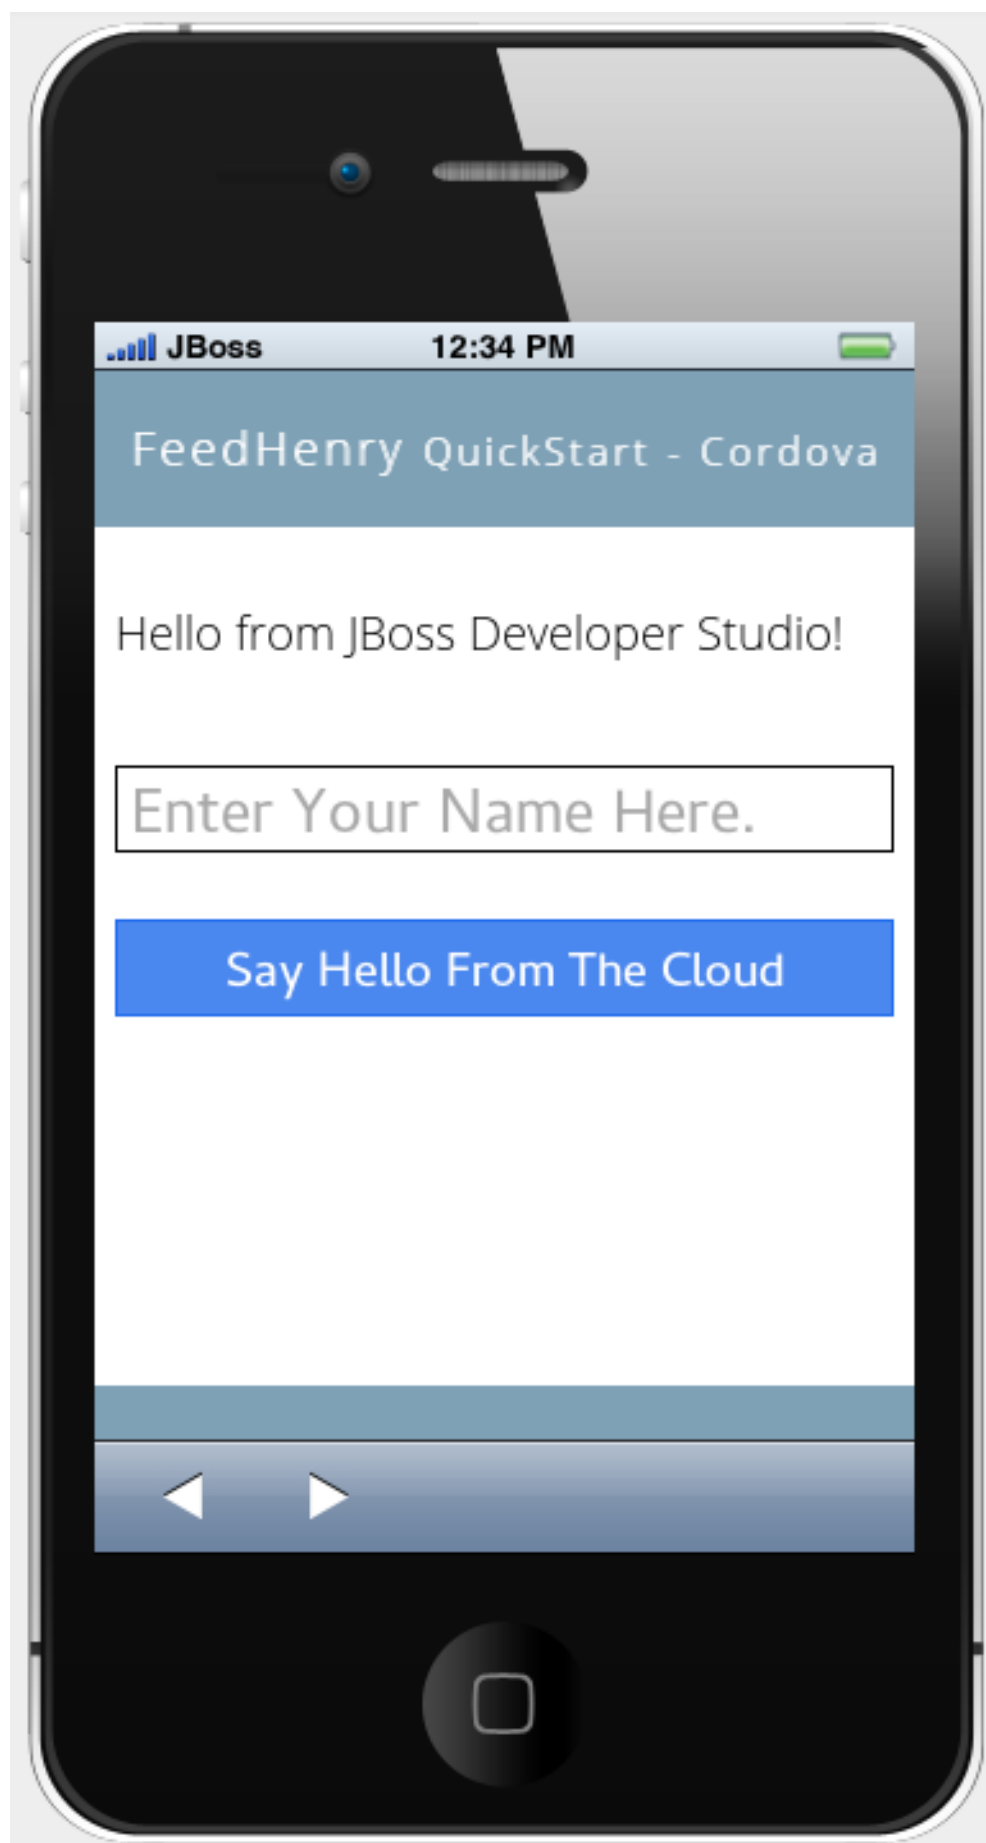 JBoss 12:34 PM
FeedHenry QuickStart - Cordova
Hello from JBoss Developer Studio!
Enter Your Name Here.
Say Hello From The Cloud